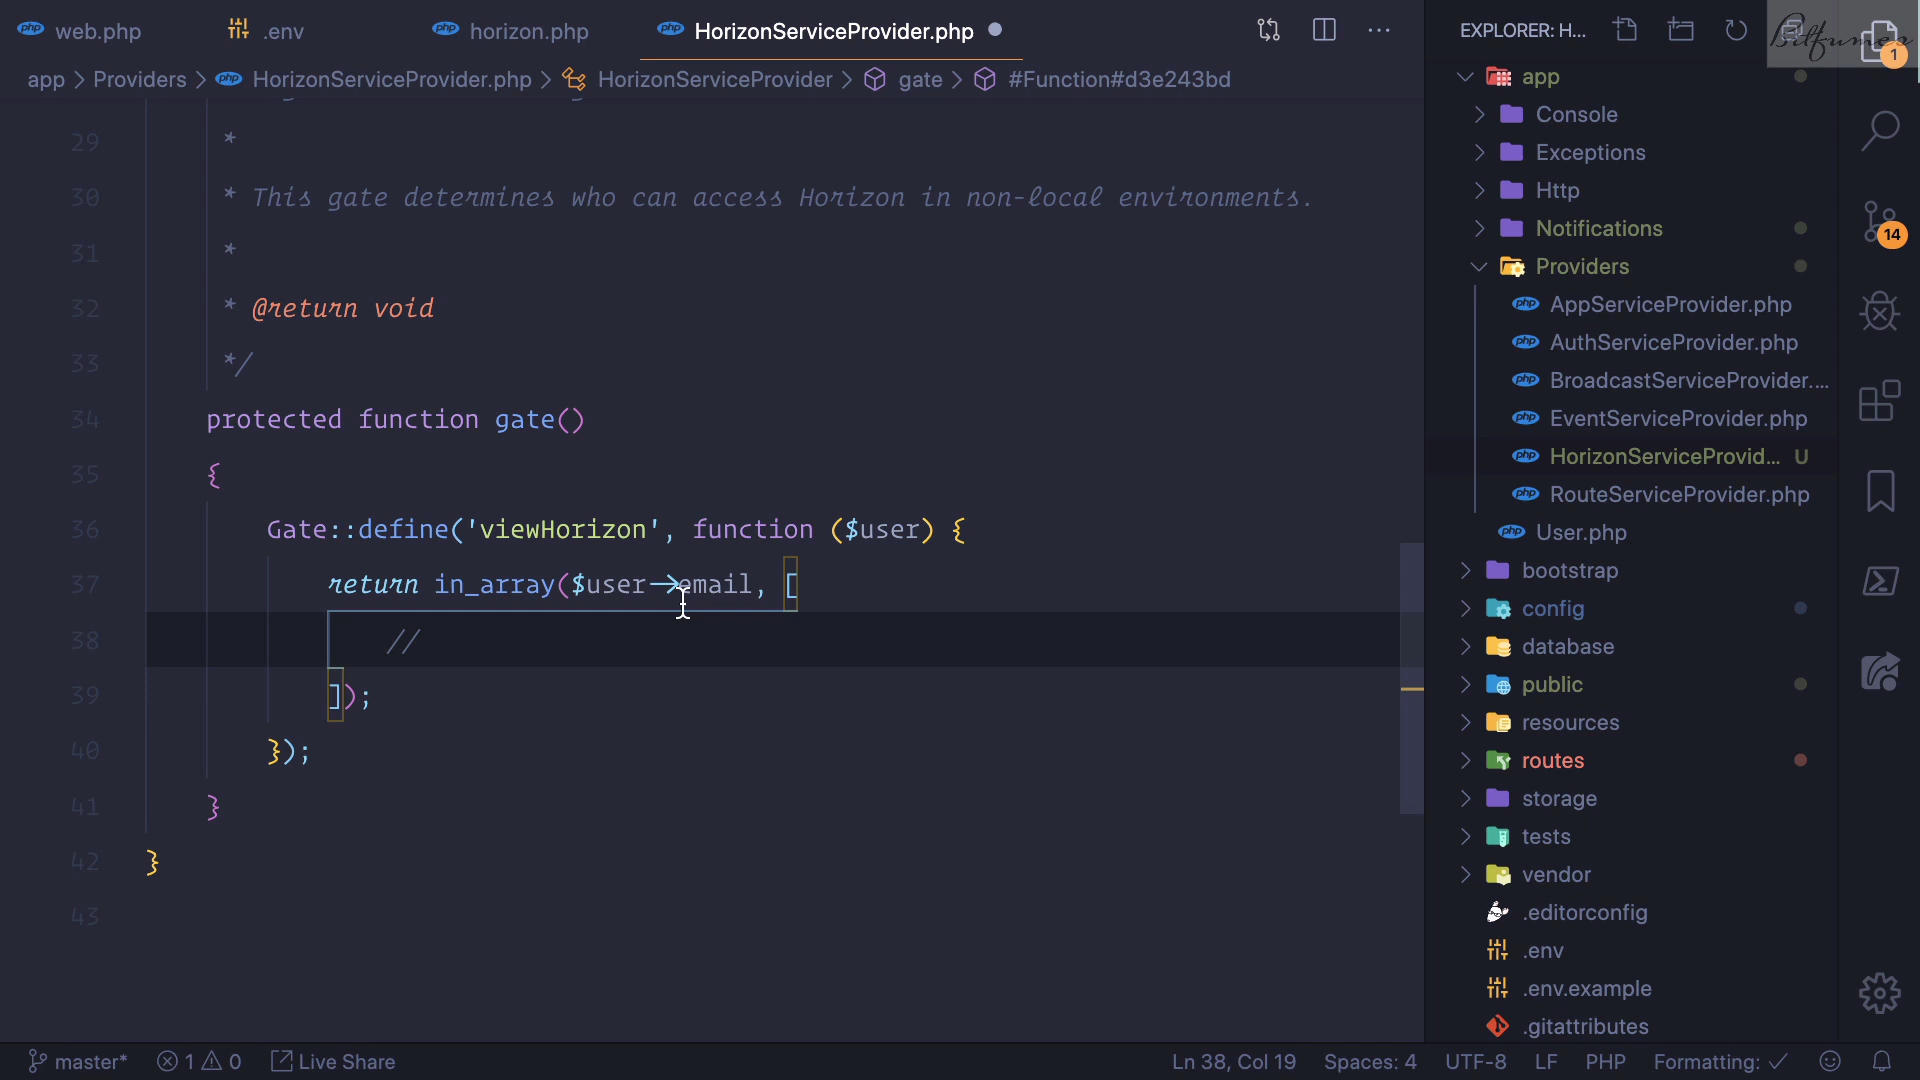 web.php
.env
horizon.php
HorizonServiceProvider.php
app > Providers > HorizonServiceProvider.php > HorizonServiceProvider > gate > #Function#d3e243bd
29 *
30 * This gate determines who can access Horizon in non-local environments.
31 *
32 * @return void
33 */
34 protected function gate()
35 {
36 Gate::define('viewHorizon', function ($user) {
37 return in_array($user->email, [
38 //
39 ]);
40 });
41 }
42 }
43
EXPLORER: H...
Bitfumes
1
app
Console
Exceptions
Http
Notifications
Providers
AppServiceProvider.php
AuthServiceProvider.php
BroadcastServiceProvider....
EventServiceProvider.php
HorizonServiceProvid... U
RouteServiceProvider.php
User.php
bootstrap
config
database
public
resources
routes
storage
tests
vendor
.editorconfig
.env
.env.example
.gitattributes
14
master* 1 0 Live Share
Ln 38, Col 19 Spaces: 4 UTF-8 LF PHP Formatting: ✓